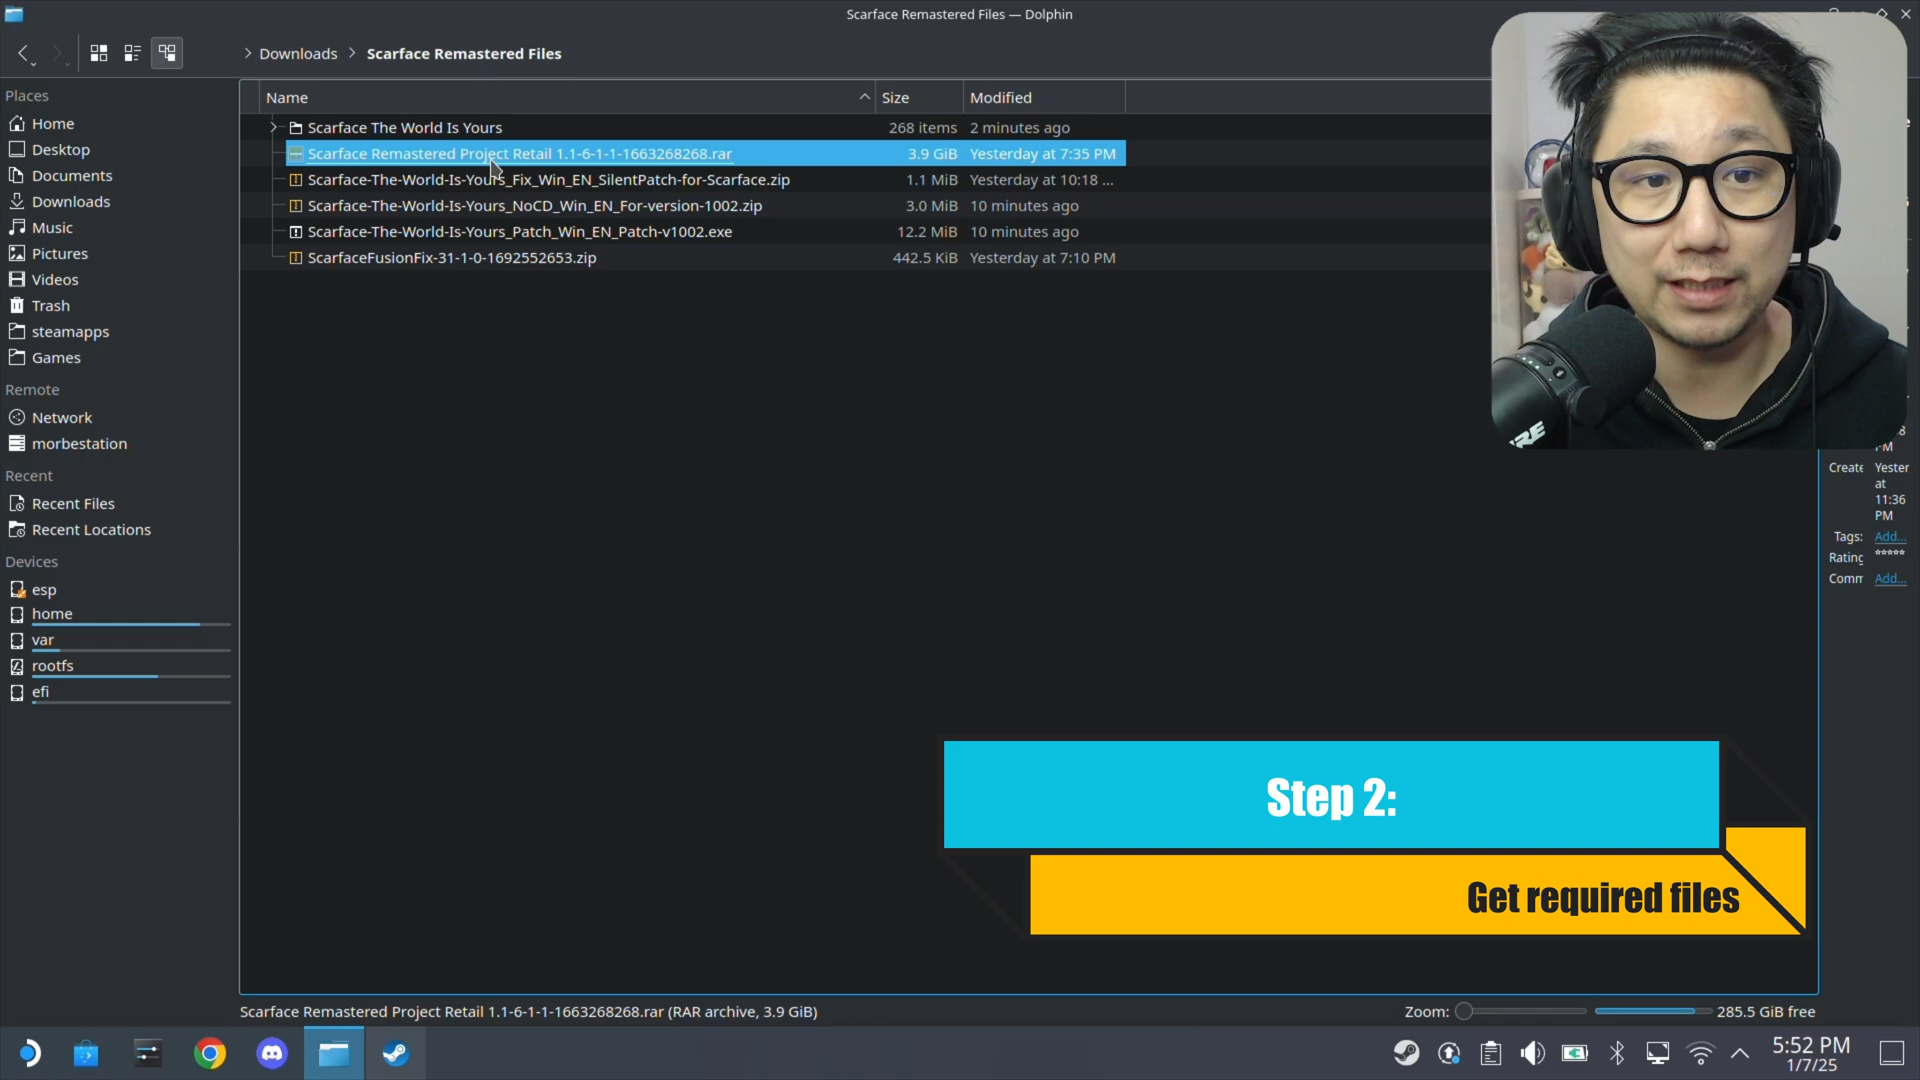 Scarface Remastered Files — Dolphin
Downloads
Scarface Remastered Files
Places
Home
Desktop
Documents
Downloads
Music
Pictures
Videos
Trash
steamapps
Games
Remote
Network
morbestation
Recent
Recent Files
Recent Locations
Devices
esp
home
var
rootfs
efi
Name Size Modified
Scarface The World Is Yours 268 items 2 minutes ago
Scarface Remastered Project Retail 1.1-6-1-1-1663268268.rar 3.9 GiB Yesterday at 7:35 PM
Scarface-The-World-Is-Yours_Fix_Win_EN_SilentPatch-for-Scarface.zip 1.1 MiB Yesterday at 10:18 ...
Scarface-The-World-Is-Yours_NoCD_Win_EN_For-version-1002.zip 3.0 MiB 10 minutes ago
Scarface-The-World-Is-Yours_Patch_Win_EN_Patch-v1002.exe 12.2 MiB 10 minutes ago
ScarfaceFusionFix-31-1-0-1692552653.zip 442.5 KiB Yesterday at 7:10 PM
PM
Create Yester
at
11:36
PM
Tags: Add...
Rating
Comm Add...
Step 2:
Get required files
Scarface Remastered Project Retail 1.1-6-1-1-1663268268.rar (RAR archive, 3.9 GiB)
Zoom:
285.5 GiB free
5:52 PM
1/7/25